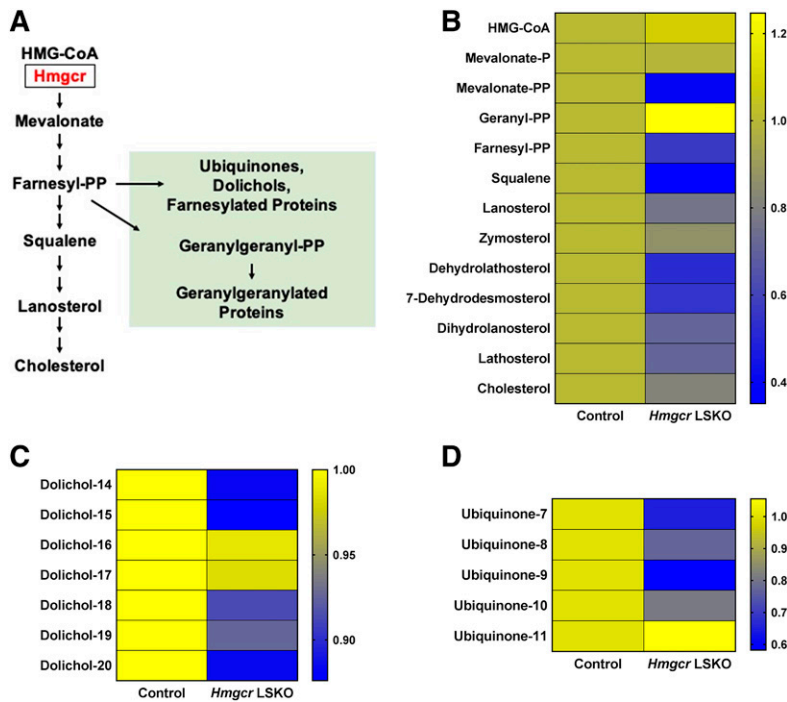 A
HMG-CoA
Hmgcr
Mevalonate
Farnesyl-PP
Squalene
Lanosterol
Cholesterol
Ubiquinones,
Dolichols,
Farnesylated Proteins
Geranylgeranyl-PP
Geranylgeranylated
Proteins
B
HMG-CoA
Mevalonate-P
Mevalonate-PP
Geranyl-PP
Farnesyl-PP
Squalene
Lanosterol
Zymosterol
Dehydrolathosterol
7-Dehydrodesmosterol
Dihydrolanosterol
Lathosterol
Cholesterol
Control
Hmgcr LSKO
1.2
1.0
0.8
0.6
0.4
C
Dolichol-14
Dolichol-15
Dolichol-16
Dolichol-17
Dolichol-18
Dolichol-19
Dolichol-20
Control
Hmgcr LSKO
1.00
0.95
0.90
D
Ubiquinone-7
Ubiquinone-8
Ubiquinone-9
Ubiquinone-10
Ubiquinone-11
Control
Hmgcr LSKO
1.0
0.9
0.8
0.7
0.6